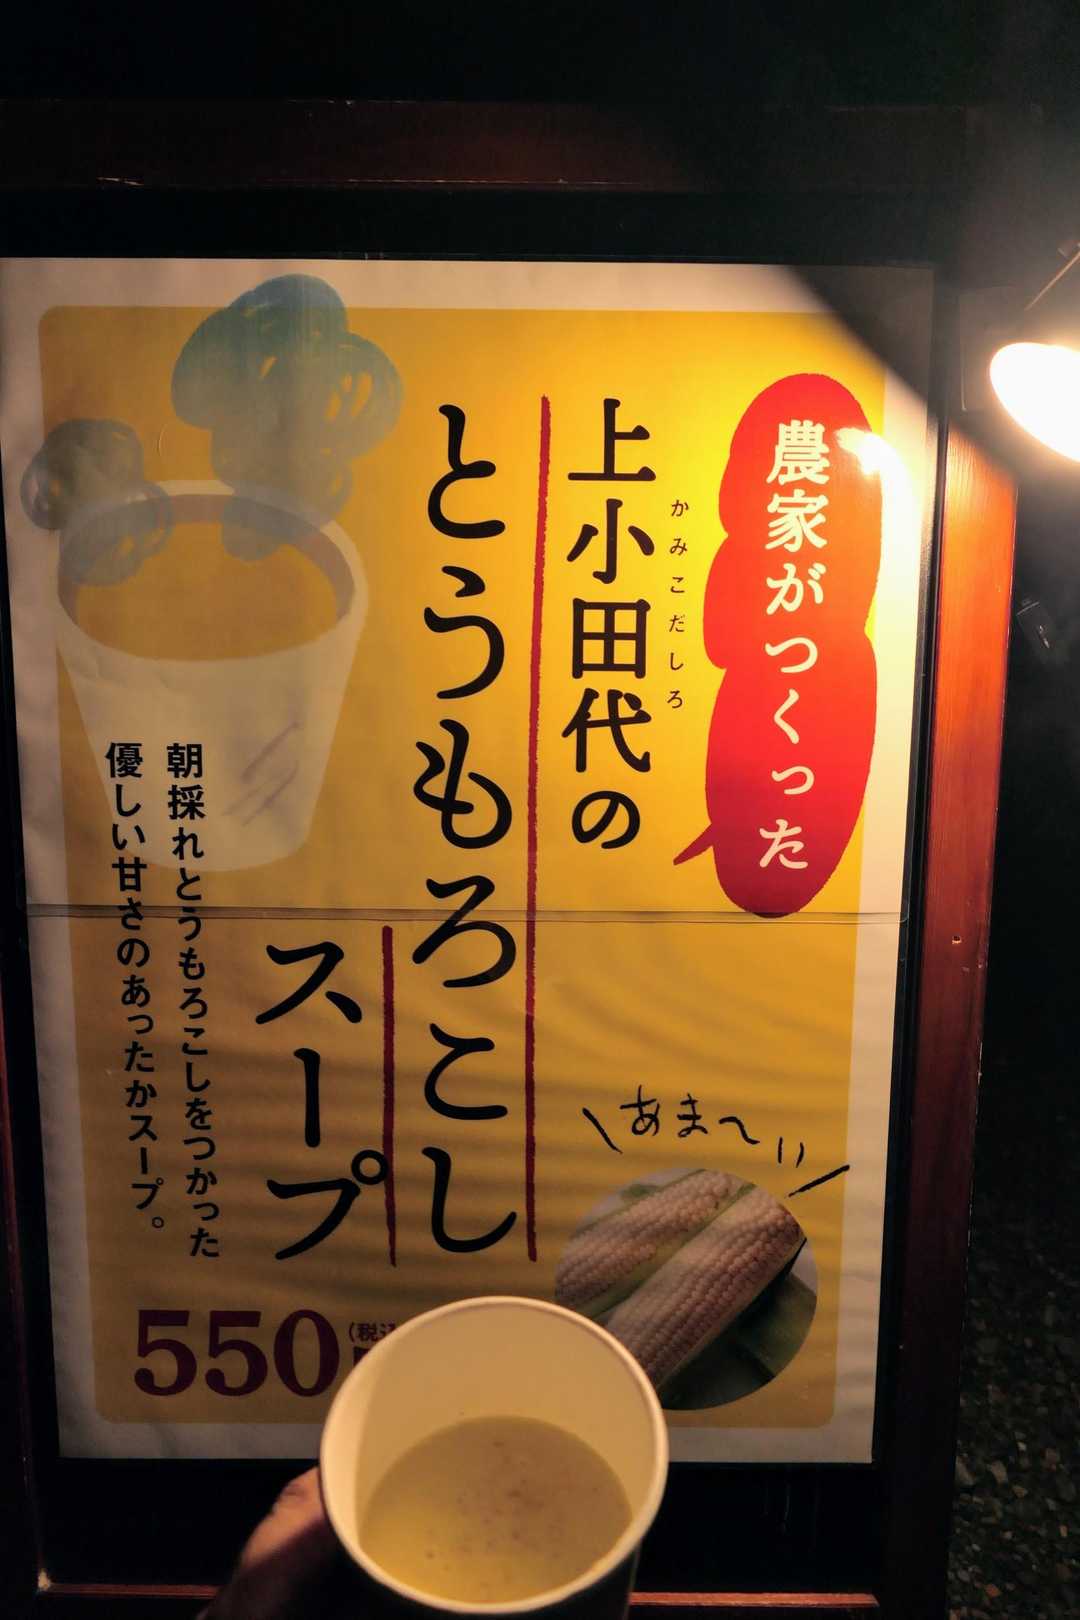 農家がつくった
上小田代の
かみこだしろ
とうもろこし
スープ
あま〜い
朝採れとうもろこしをつかった
優しい甘さのあったかスープ。
550
(税込